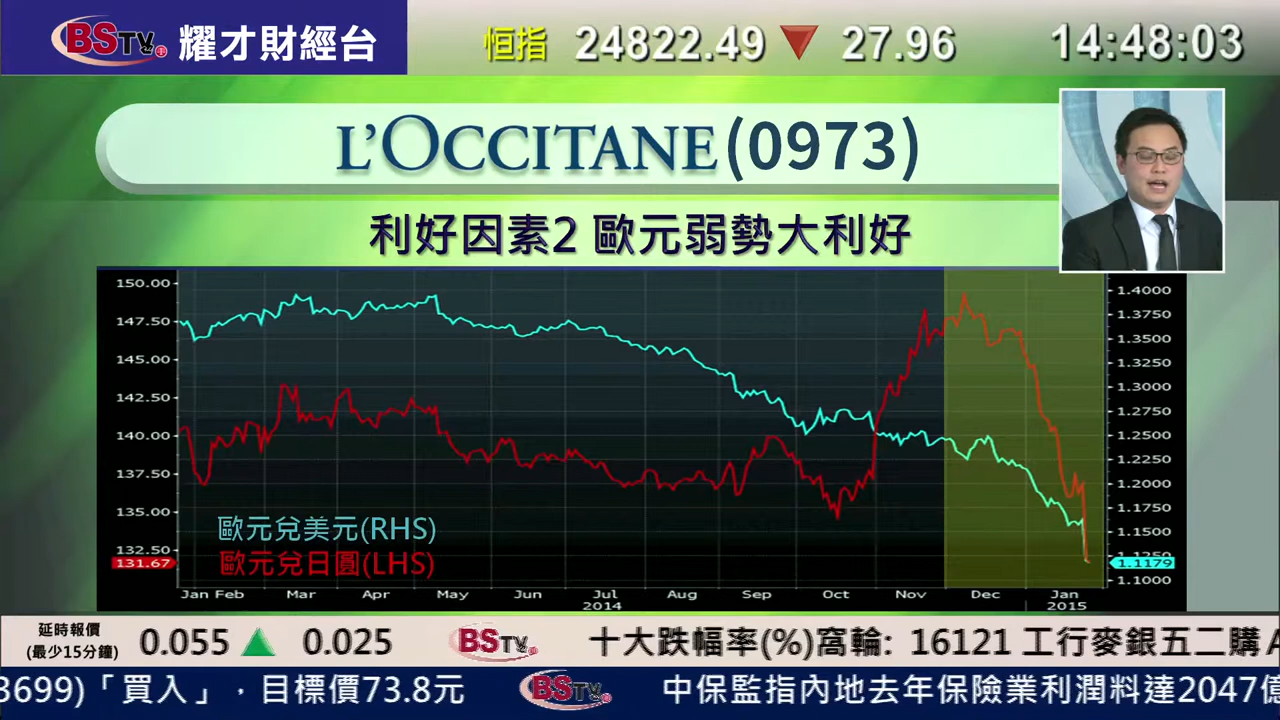 BSTV 耀才財經台 恒指 24822.49 ▼ 27.96 14:48:03
L'OCCITANE (0973)
利好因素2 歐元弱勢大利好
150.00 1.4000
147.50 1.3750
1.3500
145.00 1.3250
142.50 1.3000
1.2750
140.00 1.2500
1.2250
137.50 1.2000
135.00 1.1750
1.1500
132.50 1.1250
131.67 1.1179
1.1000
歐元兌美元(RHS)
歐元兌日圓(LHS)
Jan Feb Mar Apr May Jun Jul Aug Sep Oct Nov Dec Jan
2014 2015
延時報價
(最少15分鐘) 0.055 ▲ 0.025 BSTV 十大跌幅率(%)窩輪: 16121 工行麥銀五二購A
3699)「買入」，目標價73.8元 BSTV 中保監指內地去年保險業利潤料達2047億